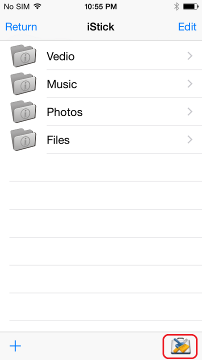 No SIM 10:55 PM
Return iStick Edit
Vedio
Music
Photos
Files